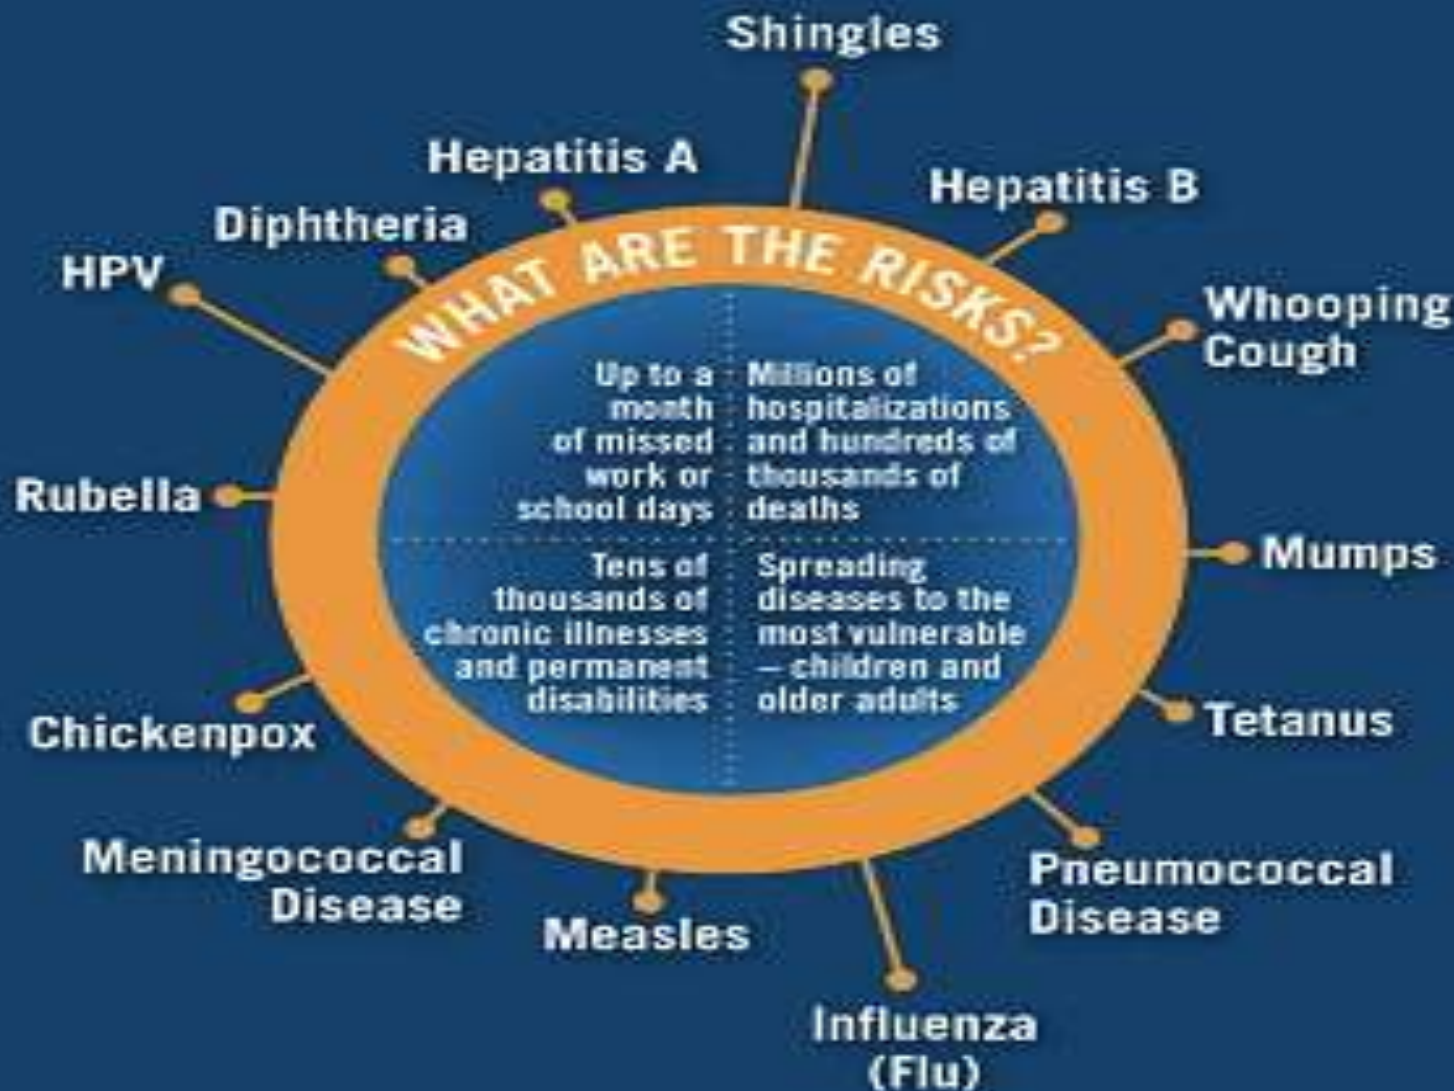 Shingles
Hepatitis A
Hepatitis B
Diphtheria
HPV
Whooping
Cough
WHAT ARE THE RISKS?
Up to a
month
of missed
work or
school days
Millions of
hospitalizations
and hundreds of
thousands of
deaths
Rubella
Mumps
Tens of
thousands of
chronic illnesses
and permanent
disabilities
Spreading
diseases to the
most vulnerable
– children and
older adults
Chickenpox
Tetanus
Meningococcal
Disease
Measles
Pneumococcal
Disease
Influenza
(Flu)